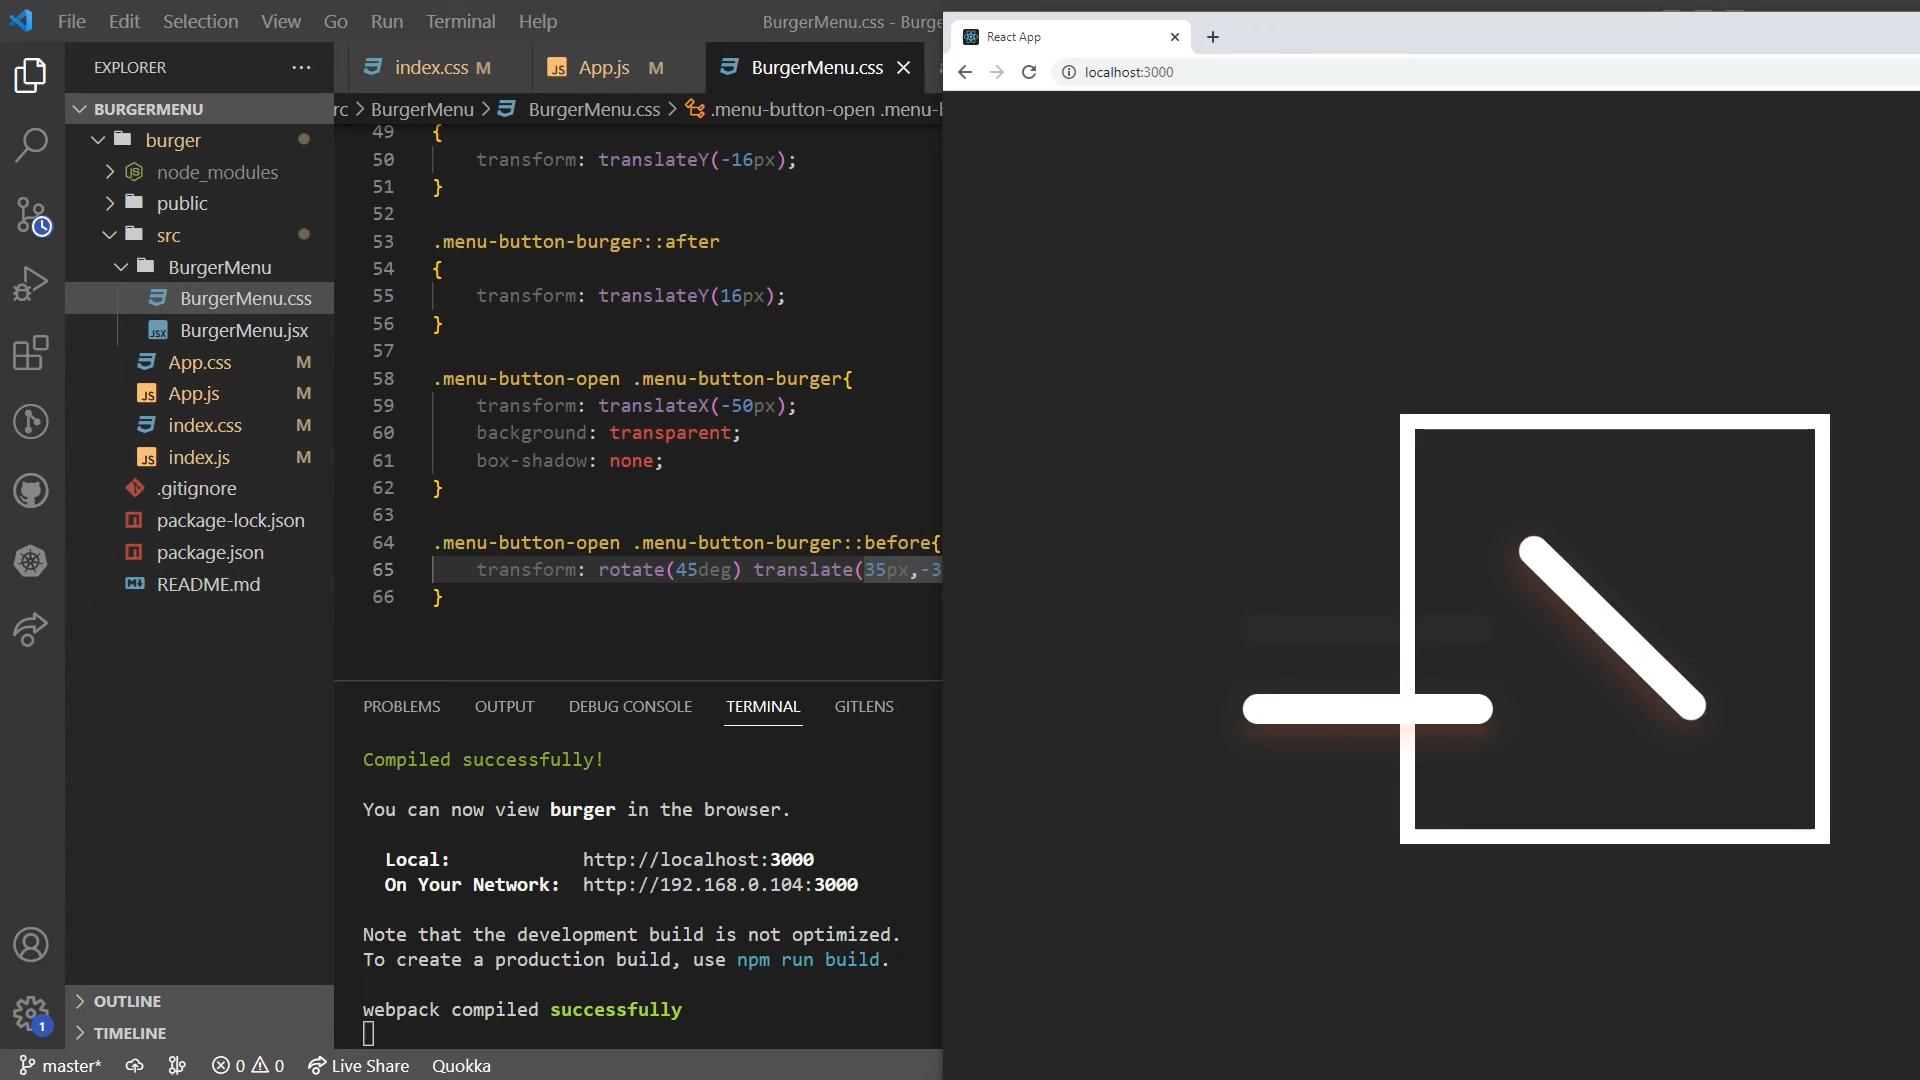 File Edit Selection View Go Run Terminal Help
BurgerMenu.css - Burge
React App
localhost:3000
EXPLORER
index.css M
App.js M
BurgerMenu.css
BURGERMENU
rc > BurgerMenu > BurgerMenu.css > .menu-button-open .menu-b
burger
node_modules
public
src
BurgerMenu
BurgerMenu.css
BurgerMenu.jsx
App.css M
App.js M
index.css M
index.js M
.gitignore
package-lock.json
package.json
README.md
OUTLINE
TIMELINE
49 {
50 transform: translateY(-16px);
51 }
52
53 .menu-button-burger::after
54 {
55 transform: translateY(16px);
56 }
57
58 .menu-button-open .menu-button-burger{
59 transform: translateX(-50px);
60 background: transparent;
61 box-shadow: none;
62 }
63
64 .menu-button-open .menu-button-burger::before{
65 transform: rotate(45deg) translate(35px,-3
66 }
PROBLEMS OUTPUT DEBUG CONSOLE TERMINAL GITLENS
Compiled successfully!
You can now view burger in the browser.
Local: http://localhost:3000
On Your Network: http://192.168.0.104:3000
Note that the development build is not optimized.
To create a production build, use npm run build.
webpack compiled successfully
1
master* 0 0 Live Share Quokka